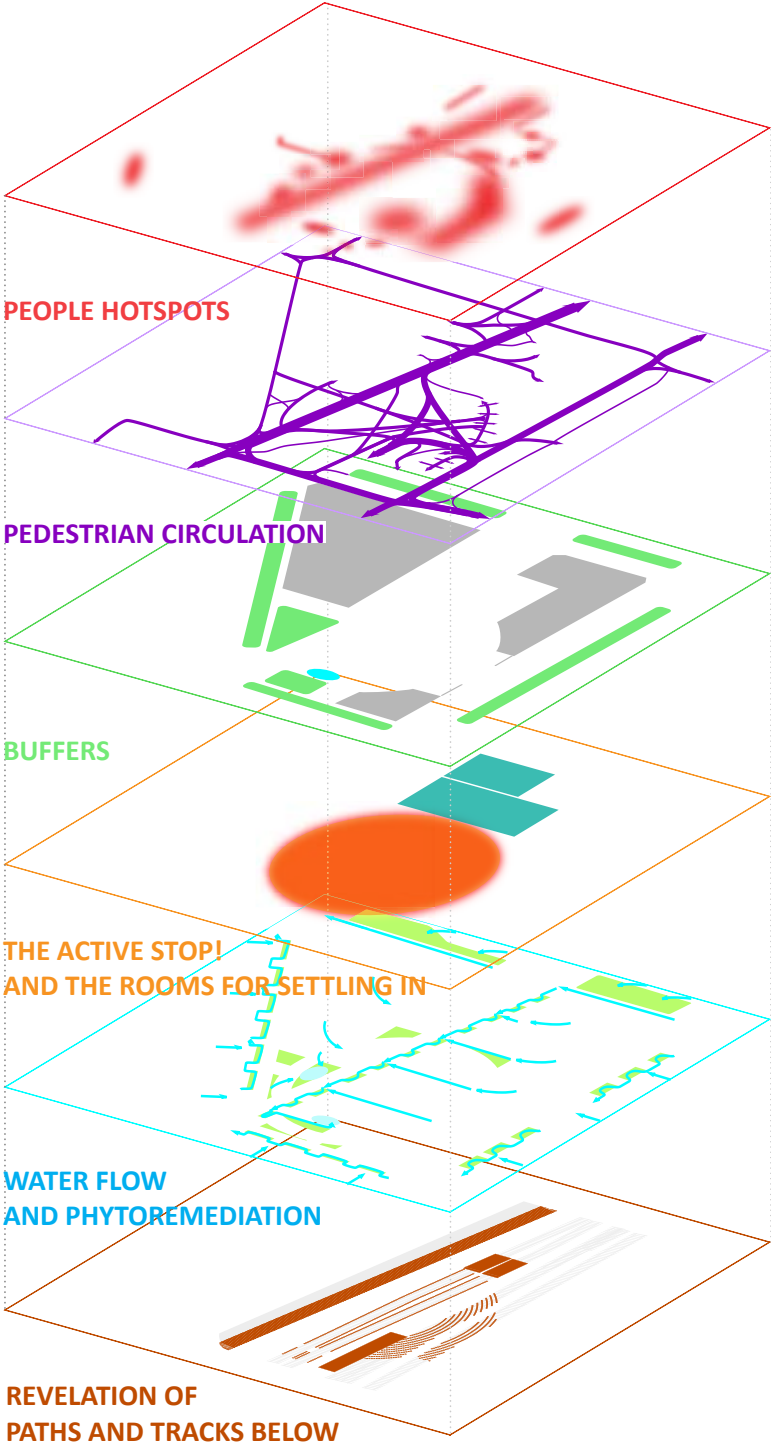 PEOPLE HOTSPOTS
PEDESTRIAN CIRCULATION
BUFFERS
THE ACTIVE STOP!
AND THE ROOMS FOR SETTLING IN
WATER FLOW
AND PHYTOREMEDIATION
REVELATION OF
PATHS AND TRACKS BELOW